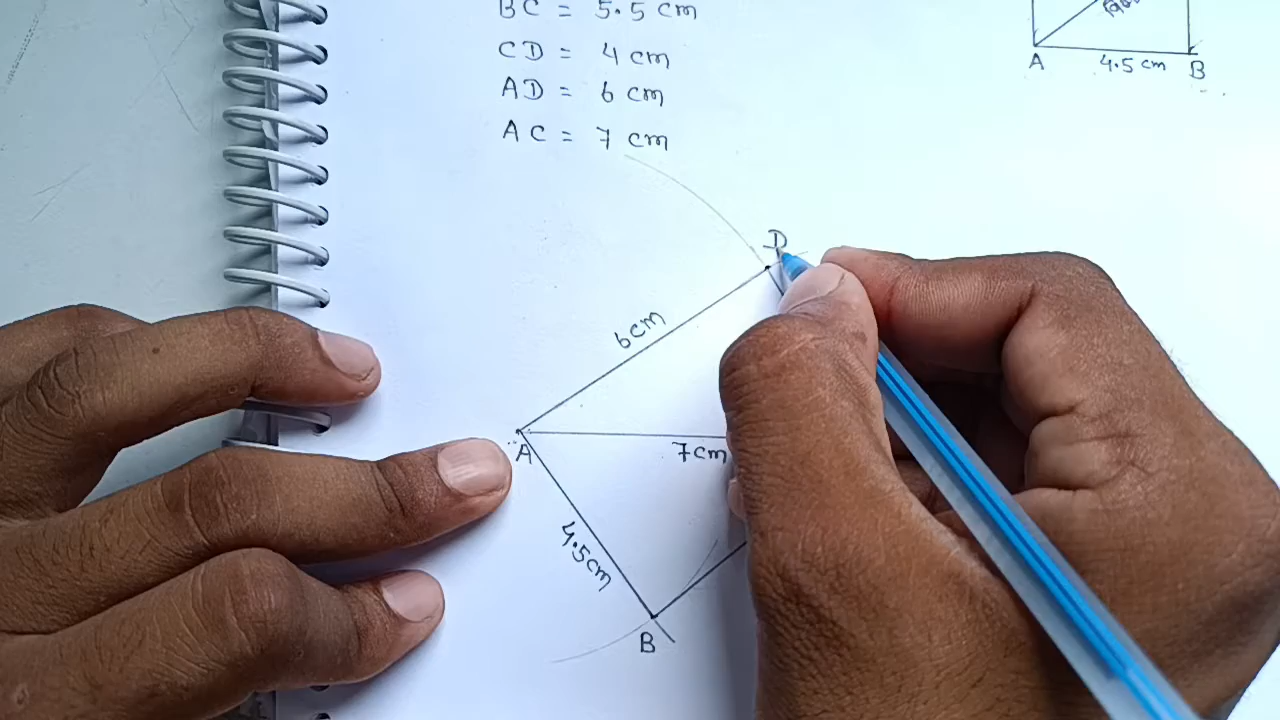 BC = 5.5 cm
CD = 4 cm
AD = 6 cm
AC = 7 cm
A 4.5 cm B
D
6cm
A
7cm
4.5cm
B